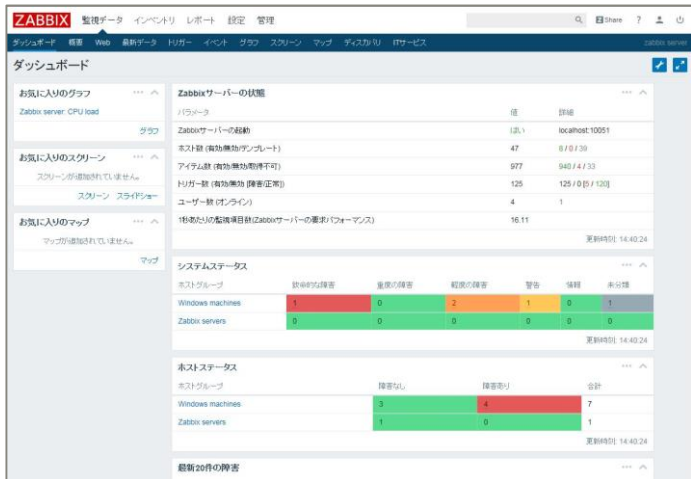 ZABBIX 監視データ インベントリ レポート 設定 管理 Share ?
ダッシュボード 概要 Web 最新データ トリガー イベント グラフ スクリーン マップ ディスカバリ ITサービス zabbix server
ダッシュボード
お気に入りのグラフ
Zabbix server: CPU load
グラフ
お気に入りのスクリーン
スクリーンが追加されていません。
スクリーン スライドショー
お気に入りのマップ
マップが追加されていません。
マップ
Zabbixサーバーの状態
パラメータ 値 詳細
Zabbixサーバーの起動 はい localhost:10051
ホスト数 (有効/無効/テンプレート) 47 8 / 0 / 39
アイテム数 (有効/無効/取得不可) 977 940 / 4 / 33
トリガー数 (有効/無効 [障害/正常]) 125 125 / 0 [5 / 120]
ユーザー数 (オンライン) 4 1
1秒あたりの監視項目数(Zabbixサーバーの要求パフォーマンス) 16.11
更新時刻: 14:40:24
システムステータス
ホストグループ 致命的な障害 重度の障害 軽度の障害 警告 情報 未分類
Windows machines 1 0 2 1 0 1
Zabbix servers 0 0 0 0 0 0
更新時刻: 14:40:24
ホストステータス
ホストグループ 障害なし 障害有り 合計
Windows machines 3 4 7
Zabbix servers 1 0 1
更新時刻: 14:40:24
最新20件の障害